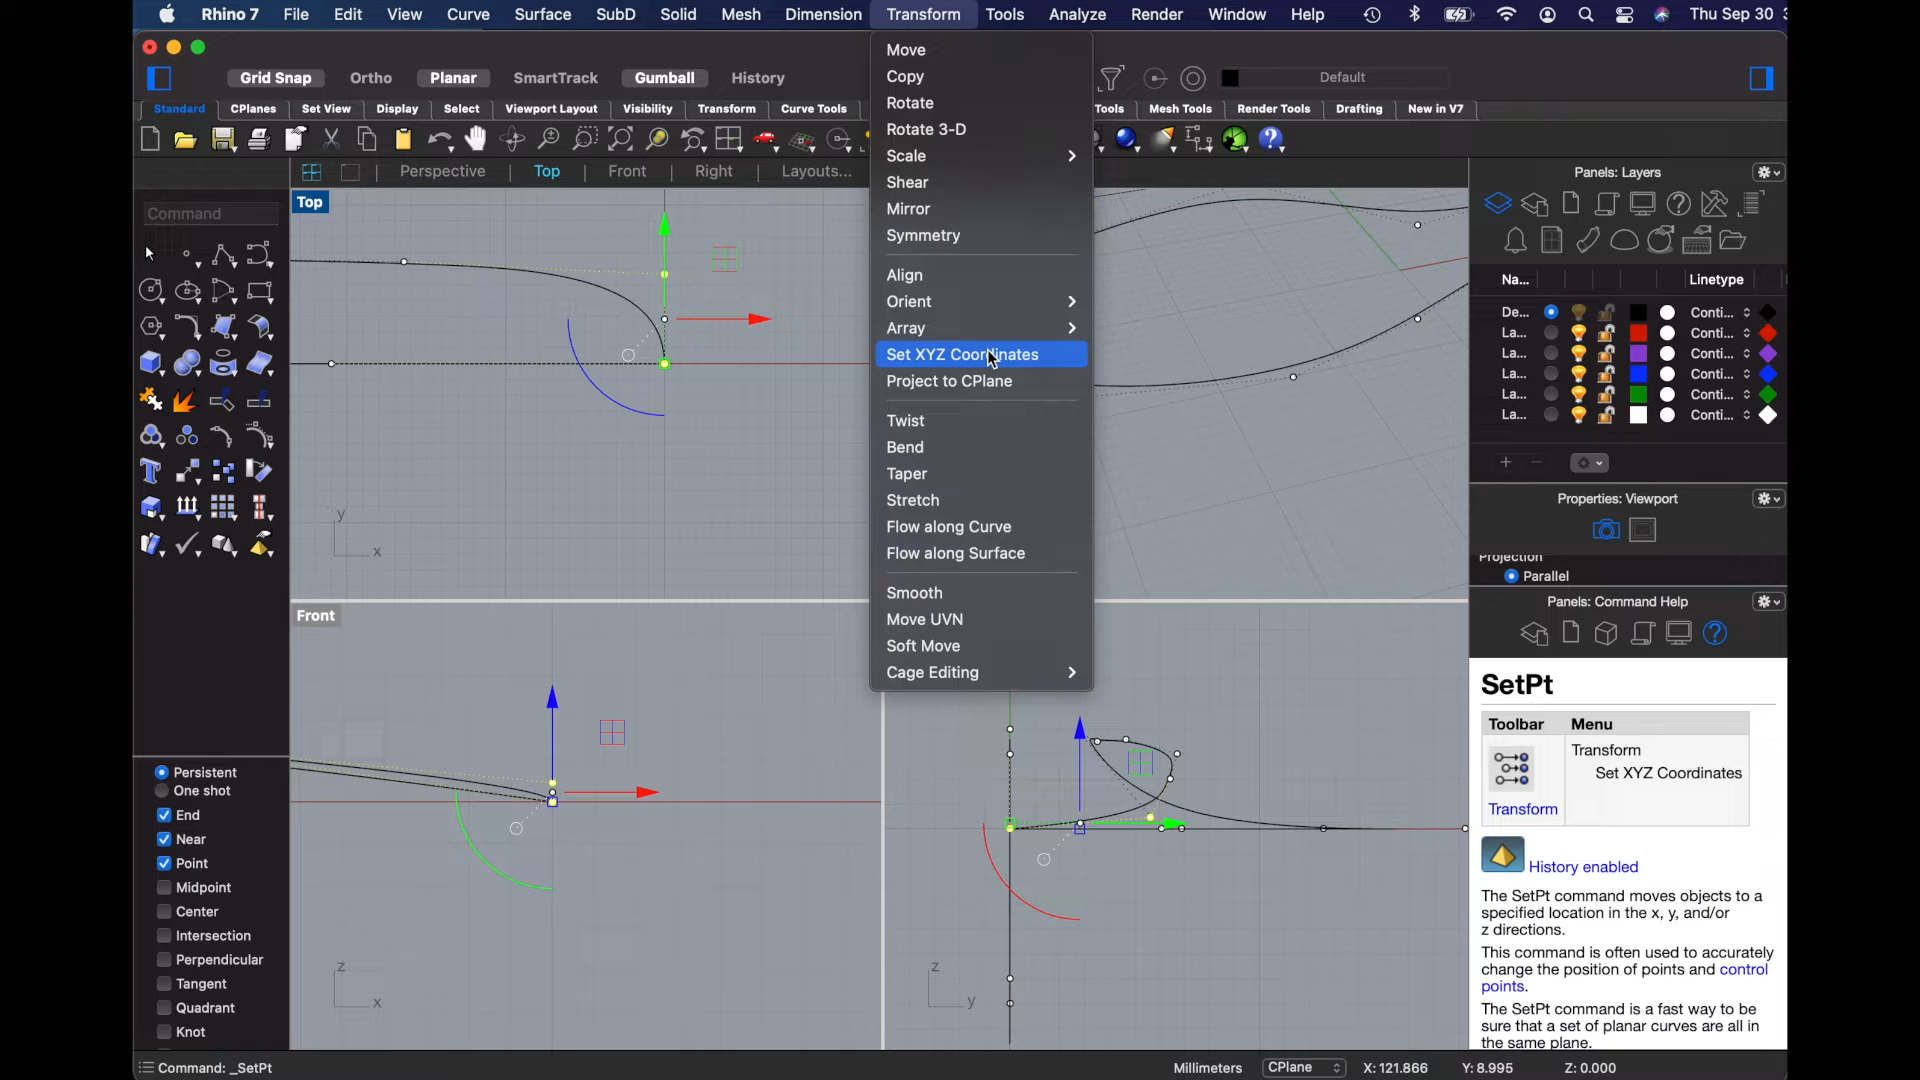 Rhino 7 File Edit View Curve Surface SubD Solid Mesh Dimension Transform Tools Analyze Render Window Help Thu Sep 30
Grid Snap Ortho Planar SmartTrack Gumball History Default
Standard CPlanes Set View Display Select Viewport Layout Visibility Transform Curve Tools Tools Mesh Tools Render Tools Drafting New in V7
Perspective Top Front Right Layouts...
Command
Top
y
x
Front
z
x
z
y
Move
Copy
Rotate
Rotate 3-D
Scale
Shear
Mirror
Symmetry
Align
Orient
Array
Set XYZ Coordinates
Project to CPlane
Twist
Bend
Taper
Stretch
Flow along Curve
Flow along Surface
Smooth
Move UVN
Soft Move
Cage Editing
Persistent
One shot
End
Near
Point
Midpoint
Center
Intersection
Perpendicular
Tangent
Quadrant
Knot
Panels: Layers
Na... Linetype
De... Conti...
La... Conti...
La... Conti...
La... Conti...
La... Conti...
La... Conti...
Properties: Viewport
Projection
Parallel
Panels: Command Help
SetPt
Toolbar Menu
Transform
Set XYZ Coordinates
Transform
History enabled
The SetPt command moves objects to a
specified location in the x, y, and/or
z directions.
This command is often used to accurately
change the position of points and control
points.
The SetPt command is a fast way to be
sure that a set of planar curves are all in
the same plane.
Command: _SetPt Millimeters CPlane X: 121.866 Y: 8.995 Z: 0.000